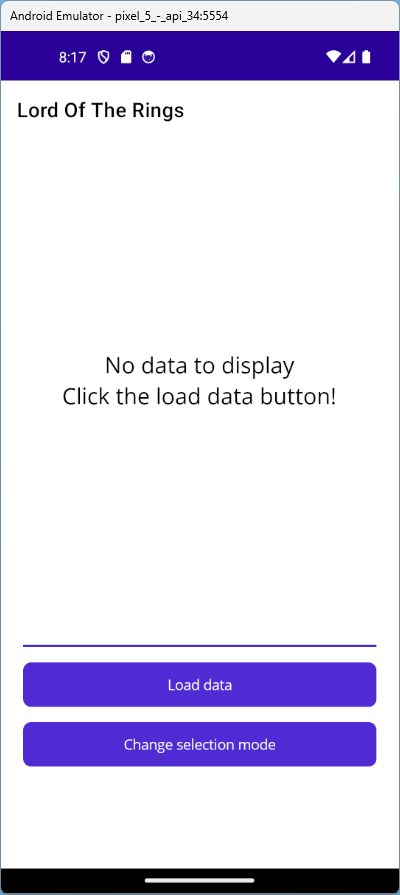 Android Emulator - pixel_5_-_api_34:5554
8:17
Lord Of The Rings
No data to display
Click the load data button!
Load data
Change selection mode